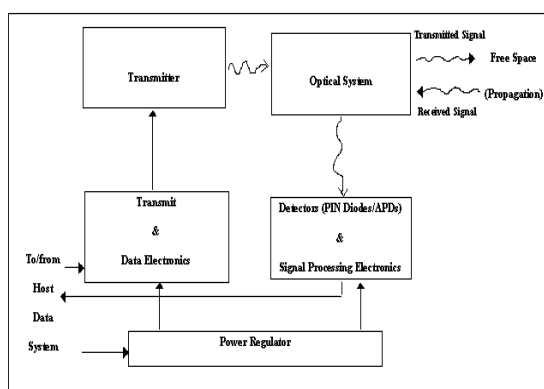 Transmitted Signal
Transmitter
Optical System
Free Space
(Propagation)
Received Signal
Transmit
&
Data Electronics
Detectors (PIN Diodes/APDs)
&
Signal Processing Electronics
To/from
Host
Data
System
Power Regulator